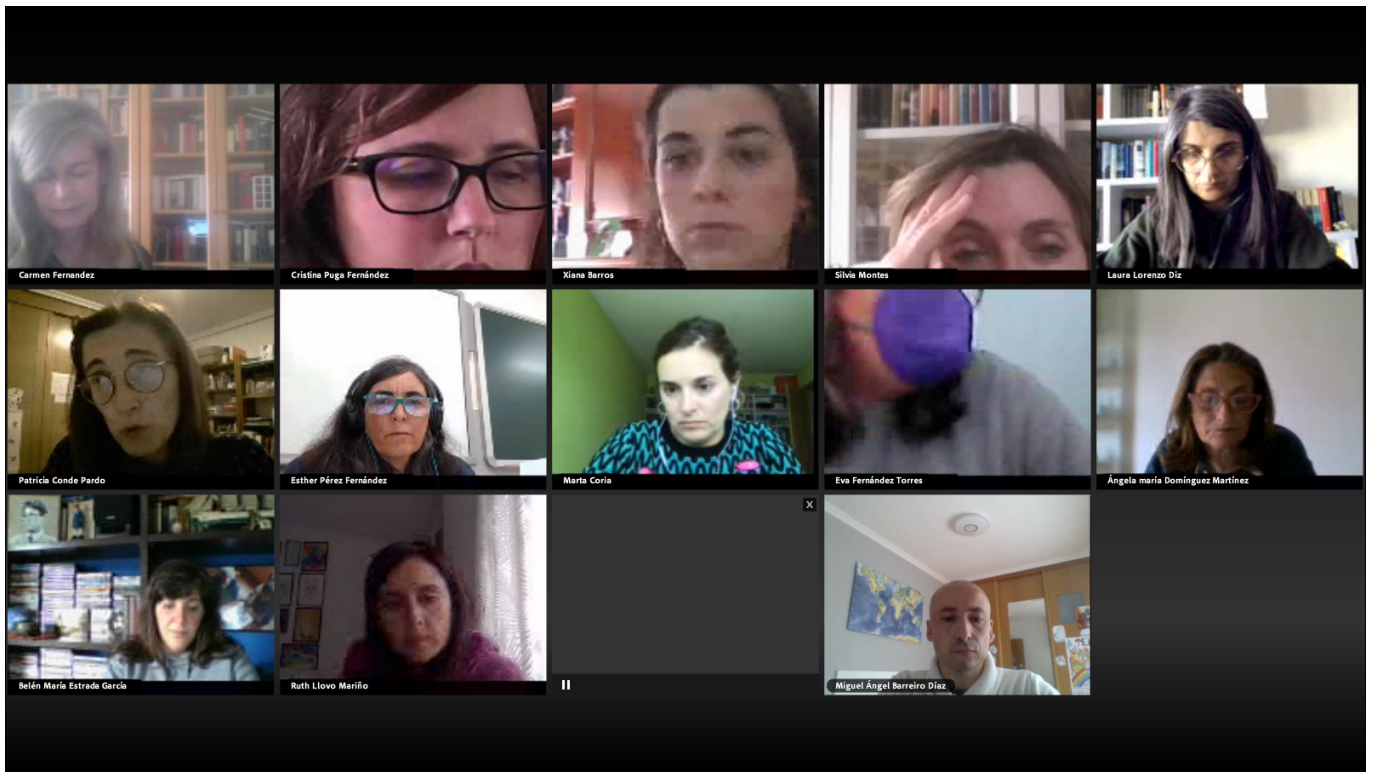 Carmen Fernandez
Cristina Puga Fernández
Xiana Barros
Silvia Montes
Laura Lorenzo Diz
Patricia Conde Pardo
Esther Pérez Fernández
Marta Coria
Eva Fernández Torres
Ángela maría Domínguez Martínez
X
Belén María Estrada García
Ruth Llovo Mariño
Miguel Ángel Barreiro Díaz